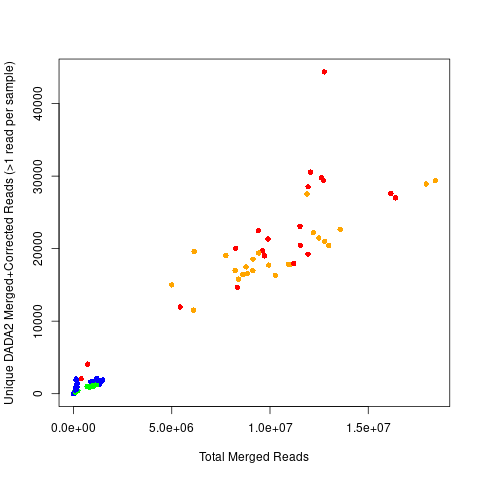 Unique DADA2 Merged+Corrected Reads (>1 read per sample)
40000
30000
20000
10000
0
0.0e+00 5.0e+06 1.0e+07 1.5e+07
Total Merged Reads